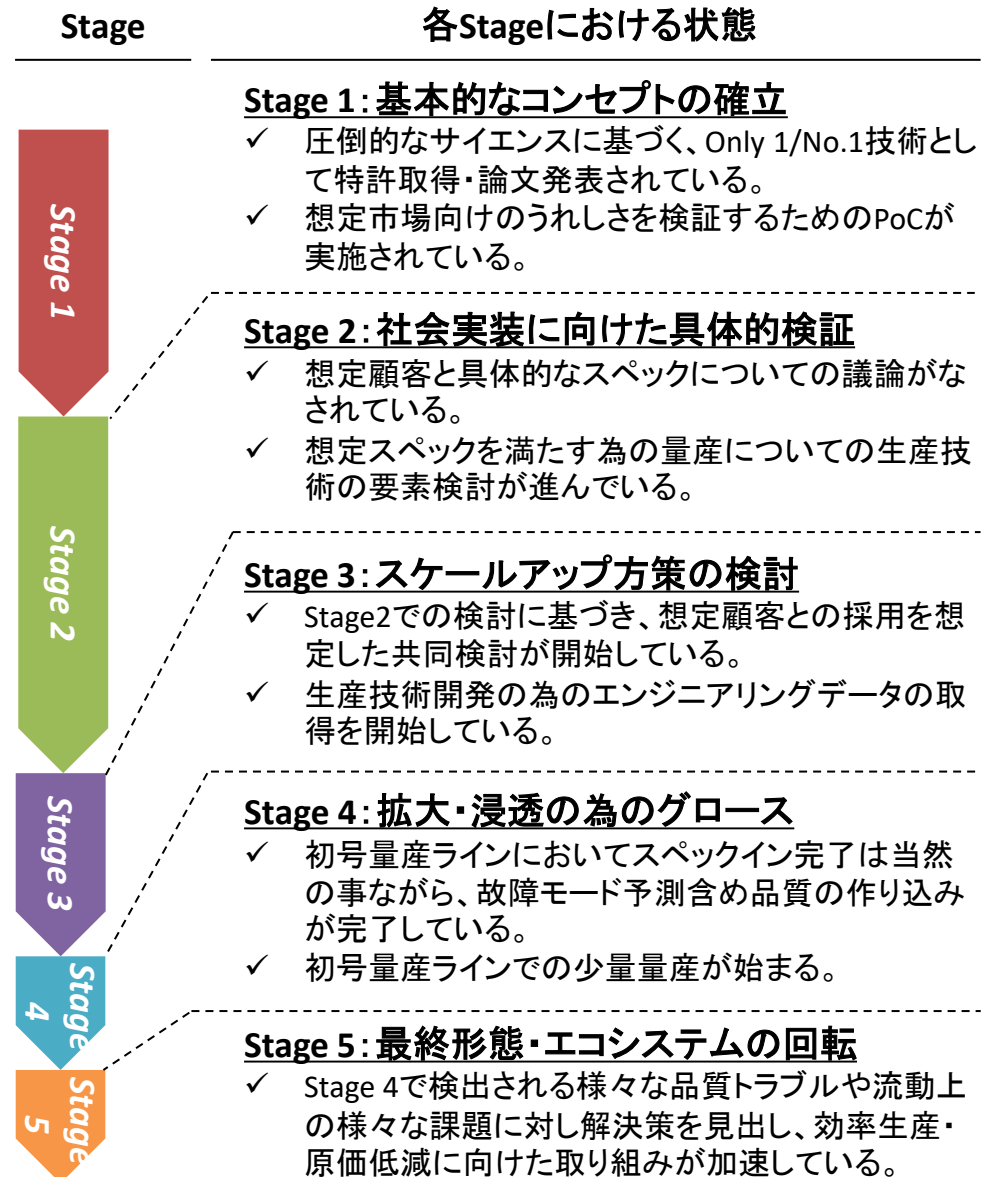 Stage
各Stageにおける状態
Stage 1
Stage 1：基本的なコンセプトの確立
✓ 圧倒的なサイエンスに基づく、Only 1/No.1技術とし
て特許取得・論文発表されている。
✓ 想定市場向けのうれしさを検証するためのPoCが
実施されている。
Stage 2
Stage 2：社会実装に向けた具体的検証
✓ 想定顧客と具体的なスペックについての議論がな
されている。
✓ 想定スペックを満たす為の量産についての生産技
術の要素検討が進んでいる。
Stage 3
Stage 3：スケールアップ方策の検討
✓ Stage2での検討に基づき、想定顧客との採用を想
定した共同検討が開始している。
✓ 生産技術開発の為のエンジニアリングデータの取
得を開始している。
Stage
4
Stage 4：拡大・浸透の為のグロース
✓ 初号量産ラインにおいてスペックイン完了は当然
の事ながら、故障モード予測含め品質の作り込み
が完了している。
✓ 初号量産ラインでの少量量産が始まる。
Stage
5
Stage 5：最終形態・エコシステムの回転
✓ Stage 4で検出される様々な品質トラブルや流動上
の様々な課題に対し解決策を見出し、効率生産・
原価低減に向けた取り組みが加速している。